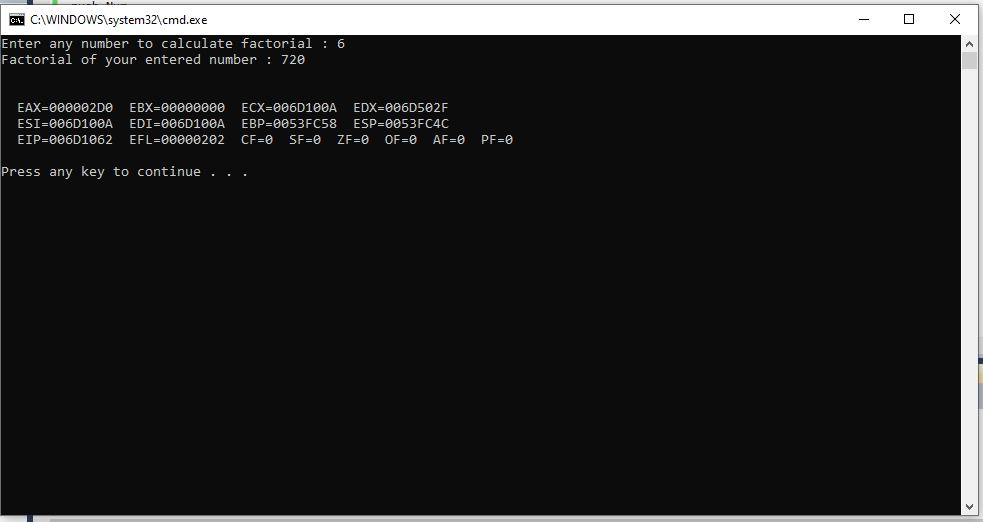 C:\WINDOWS\system32\cmd.exe
Enter any number to calculate factorial : 6
Factorial of your entered number : 720
EAX=000002D0 EBX=00000000 ECX=006D100A EDX=006D502F
ESI=006D100A EDI=006D100A EBP=0053FC58 ESP=0053FC4C
EIP=006D1062 EFL=00000202 CF=0 SF=0 ZF=0 OF=0 AF=0 PF=0
Press any key to continue . . .